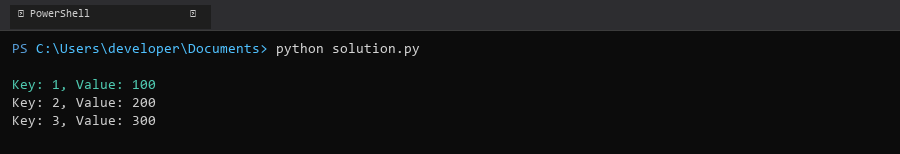 PowerShell
PS C:\Users\developer\Documents> python solution.py
Key: 1, Value: 100
Key: 2, Value: 200
Key: 3, Value: 300